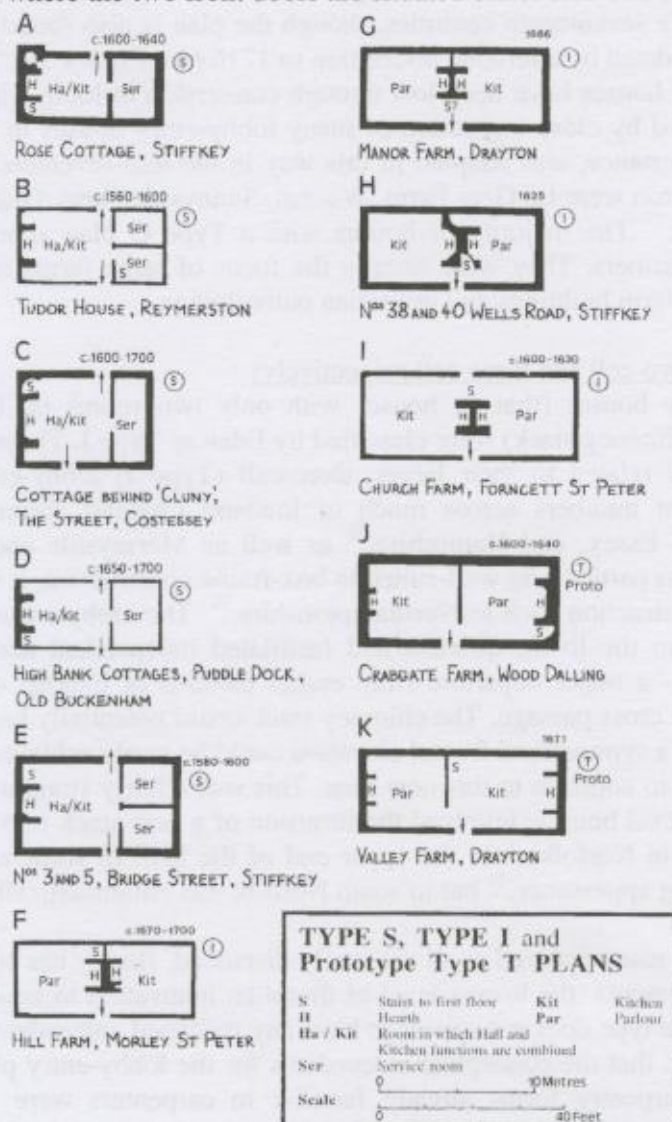 A
c.1600-1640
S
H Ha/Kit Ser
S
ROSE COTTAGE, STIFFKEY
B
c.1560-1600
S
H Ha/Kit Ser
Ser
S
TUDOR HOUSE, REYMERSTON
C
c.1600-1700
S
S
H Ha/Kit Ser
COTTAGE BEHIND 'CLUNY',
THE STREET, COSTESSEY
D
c.1650-1700
S
H Ha/Kit Ser
S
HIGH BANK COTTAGES, PUDDLE DOCK,
OLD BUCKENHAM
E
c.1580-1600
S
Ser
H Ha/Kit
Ser
Nos 3 AND 5, BRIDGE STREET, STIFFKEY
F
c.1670-1700
I
S
Par H H Kit
HILL FARM, MORLEY ST PETER
G
1686
I
Par H H Kit
S?
MANOR FARM, DRAYTON
H
1635
I
Kit H H Par
S
Nos 38 AND 40 WELLS ROAD, STIFFKEY
I
c.1600-1630
I
S
Kit H H Par
CHURCH FARM, FORNCETT ST PETER
J
c.1600-1640
T
Proto
S
H Kit Par H
S
CRABGATE FARM, WOOD DALLING
K
1671
T
Proto
S
H Par Kit H
VALLEY FARM, DRAYTON
TYPE S, TYPE I and
Prototype Type T PLANS
S Stairs to first floor Kit Kitchen
H Hearth Par Parlour
Ha / Kit Room in which Hall and
Kitchen functions are combined
Ser Service room
0 10 Metres
Scale
0 40 Feet